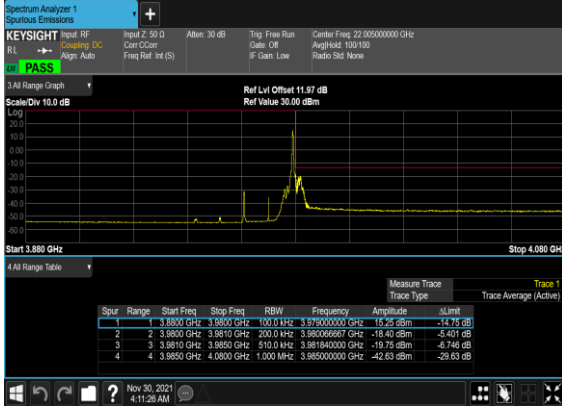 Spectrum Analyzer 1
Spurious Emissions
+
KEYSIGHT Input: RF Input Z: 50 Ω Atten: 30 dB Trig: Free Run Center Freq: 22.005000000 GHz
RL Coupling: DC Corr CCorr Gate: Off Avg|Hold: 100/100
Align: Auto Freq Ref: Int (S) IF Gain: Low Radio Std: None
LXI PASS
3 All Range Graph
Ref Lvl Offset 11.97 dB
Scale/Div 10.0 dB Ref Value 30.00 dBm
Log
20.0
10.0
0.00
-10.0
-20.0
-30.0
-40.0
-50.0
-60.0
Start 3.880 GHz Stop 4.080 GH
4 All Range Table
Measure Trace Trace 1
Trace Type Trace Average (Active)
Spur Range Start Freq Stop Freq RBW Frequency Amplitude ΔLimit
1 1 3.8800 GHz 3.9800 GHz 100.0 kHz 3.979000000 GHz 15.25 dBm -14.75 dB
2 2 3.9800 GHz 3.9810 GHz 200.0 kHz 3.980066667 GHz -18.40 dBm -5.401 dB
3 3 3.9810 GHz 3.9850 GHz 510.0 kHz 3.981840000 GHz -19.75 dBm -6.746 dB
4 4 3.9850 GHz 4.0800 GHz 1.000 MHz 3.985000000 GHz -42.63 dBm -29.63 dB
? Nov 30, 2021
4:11:26 AM